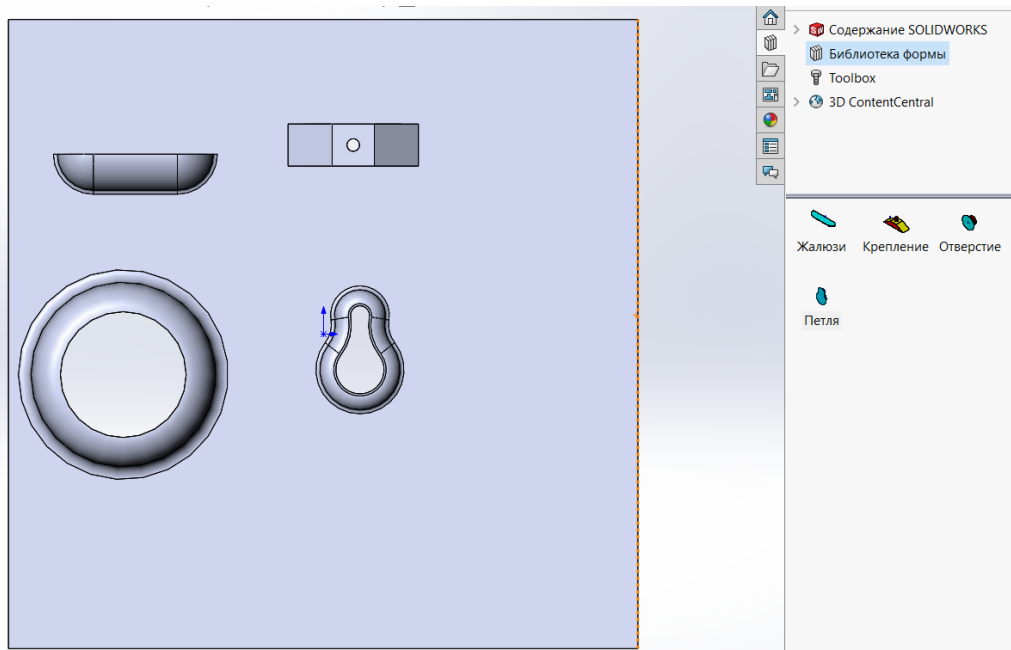 Содержание SOLIDWORKS
Библиотека формы
Toolbox
3D ContentCentral
Жалюзи Крепление Отверстие
Петля